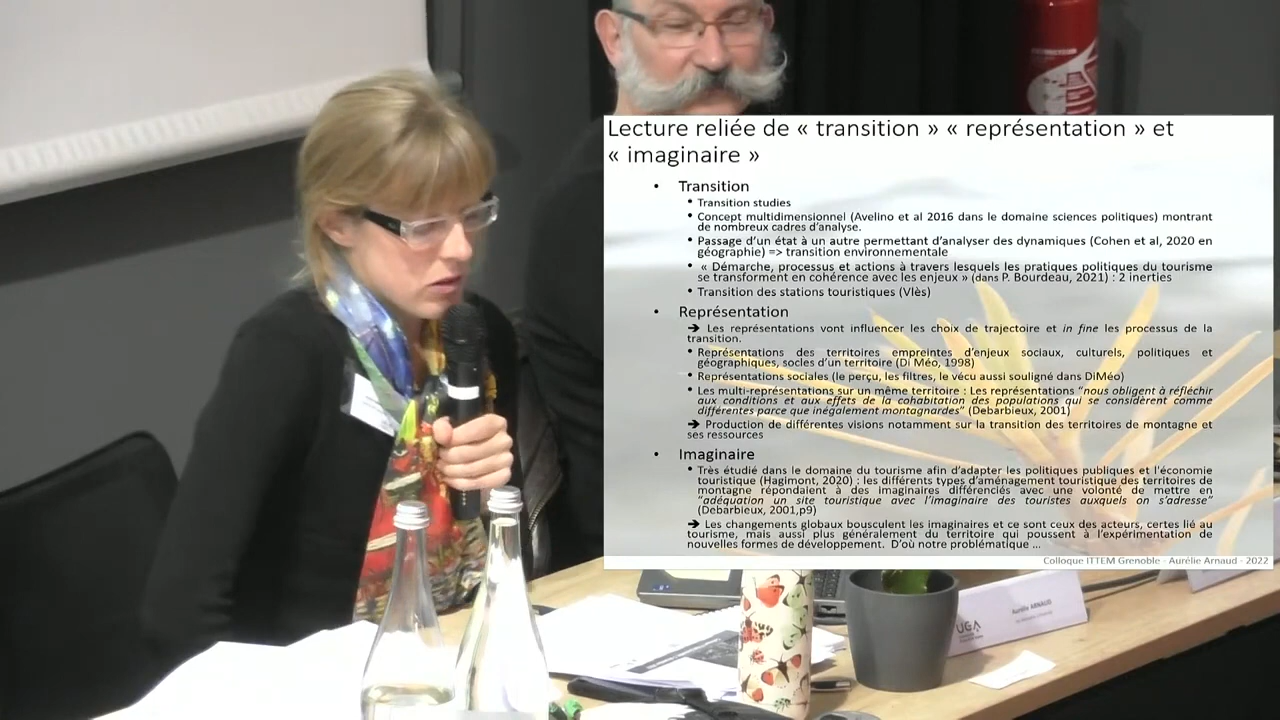 Lecture reliée de « transition » « représentation » et
« imaginaire »
• Transition
• Transition studies
• Concept multidimensionnel (Avelino et al 2016 dans le domaine sciences politiques) montrant
de nombreux cadres d'analyse.
• Passage d'un état à un autre permettant d'analyser des dynamiques (Cohen et al, 2020 en
géographie) => transition environnementale
• « Démarche, processus et actions à travers lesquels les pratiques politiques du tourisme
se transforment en cohérence avec les enjeux » (dans P. Bourdeau, 2021) : 2 inerties
• Transition des stations touristiques (Vlès)
• Représentation
➔ Les représentations vont influencer les choix de trajectoire et in fine les processus de la
transition.
• Représentations des territoires empreintes d'enjeux sociaux, culturels, politiques et
géographiques, socles d'un territoire (Di Méo, 1998)
• Représentations sociales (le perçu, les filtres, le vécu aussi souligné dans DiMéo)
• Les multi-représentations sur un même territoire : Les représentations "nous obligent à réfléchir
aux conditions et aux effets de la cohabitation des populations qui se considèrent comme
différentes parce que inégalement montagnardes" (Debarbieux, 2001)
➔ Production de différentes visions notamment sur la transition des territoires de montagne et
ses ressources
• Imaginaire
• Très étudié dans le domaine du tourisme afin d'adapter les politiques publiques et l'économie
touristique (Hagimont, 2020) : les différents types d'aménagement touristique des territoires de
montagne répondaient à des imaginaires différenciés avec une volonté de mettre en
"adéquation un site touristique avec l'imaginaire des touristes auxquels on s'adresse"
(Debarbieux, 2001,p9)
➔ Les changements globaux bousculent les imaginaires et ce sont ceux des acteurs, certes lié au
tourisme, mais aussi plus généralement du territoire qui poussent à l'expérimentation de
nouvelles formes de développement. D'où notre problématique ...
Colloque ITTEM Grenoble - Aurélie Arnaud - 2022
Aurélie ARNAUD
UGA